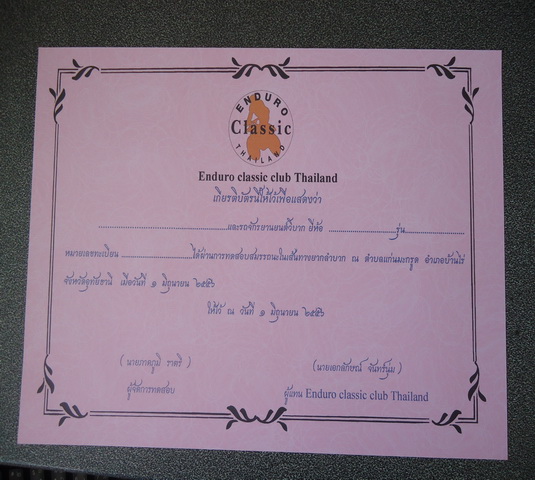 ENDURO
Classic
THAILAND
Enduro classic club Thailand
เกียรติบัตรนี้ให้ไว้เพื่อแสดงว่า
............................................และรถจักรยานยนต์วิบาก ยี่ห้อ ........................รุ่น.....................
หมายเลขทะเบียน .........................ได้ผ่านการทดสอบสมรรถนะในเส้นทางยากลำบาก ณ ตำบลแก่นมะกรูด อำเภอบ้านไร่
จังหวัดอุทัยธานี เมื่อวันที่ ๑ มิถุนายน ๒๕๕๖
ให้ไว้ ณ วันที่ ๑ มิถุนายน ๒๕๕๖
(นายภาคภูมิ ราตรี) (นายเอกลักษณ์ จันทร์นุ่ม)
ผู้จัดการทดสอบ ผู้แทน Enduro classic club Thailand